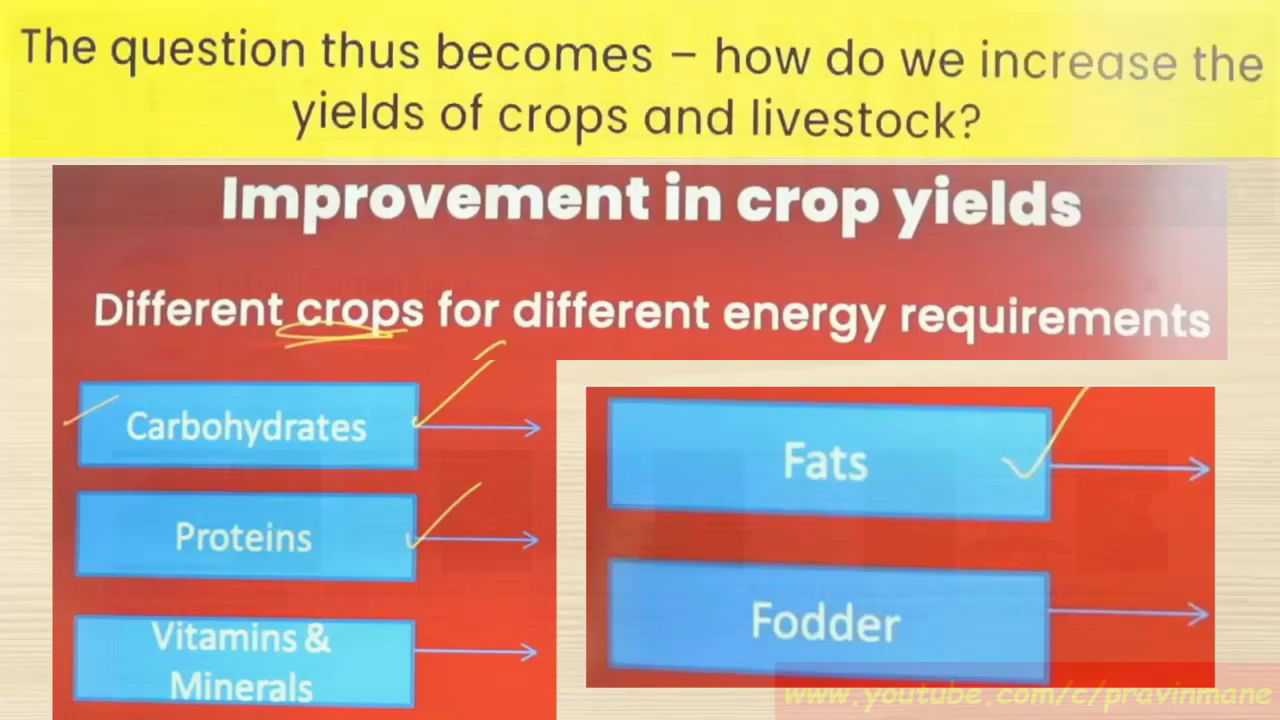 The question thus becomes – how do we increase the
yields of crops and livestock?
Improvement in crop yields
Different crops for different energy requirements
Carbohydrates
Proteins
Vitamins &
Minerals
Fats
Fodder
www.youtube.com/c/pravinmane